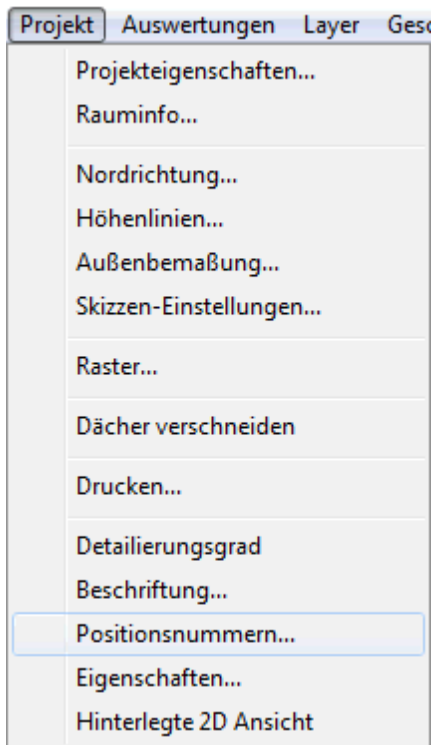 Projekt Auswertungen Layer
Projekteigenschaften...
Rauminfo...
Nordrichtung...
Höhenlinien...
Außenbemaßung...
Skizzen-Einstellungen...
Raster...
Dächer verschneiden
Drucken...
Detailierungsgrad
Beschriftung...
Positionsnummern...
Eigenschaften...
Hinterlegte 2D Ansicht